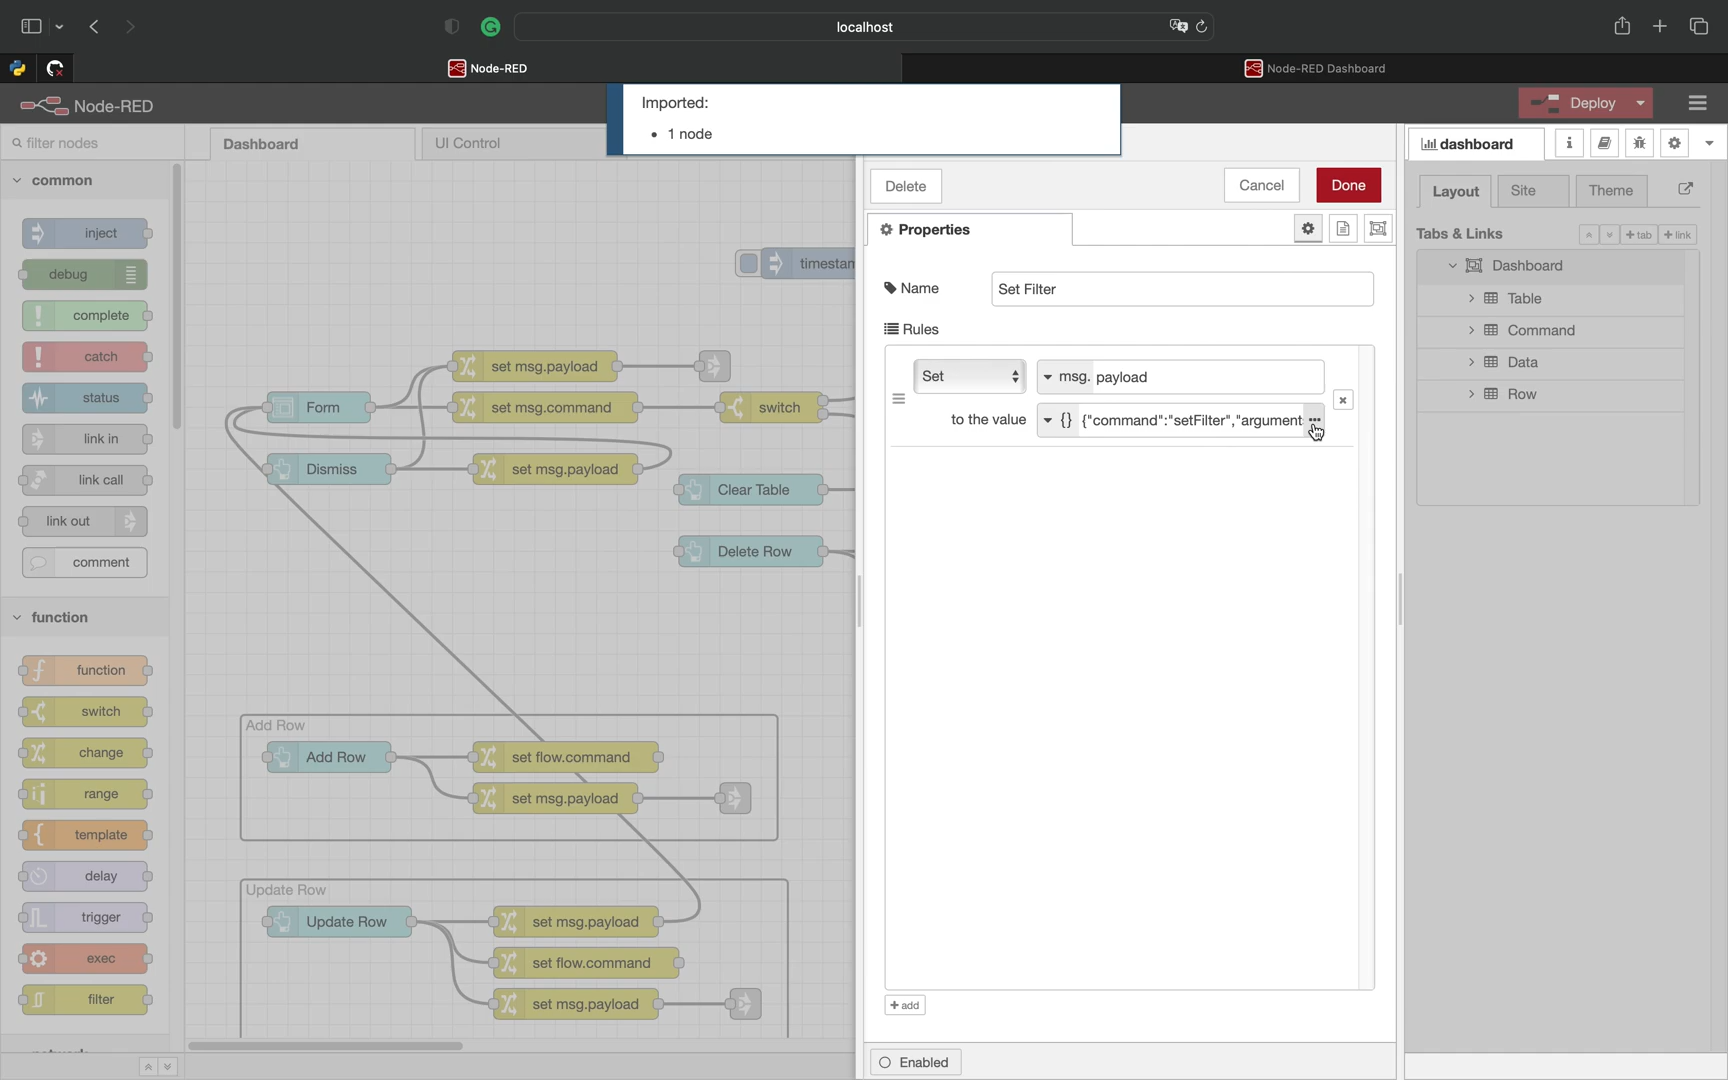 localhost
Node-RED
Node-RED Dashboard
Node-RED
Imported:
• 1 node
Deploy
filter nodes
Dashboard
UI Control
dashboard
common
inject
debug
complete
catch
status
link in
link call
link out
comment
function
function
switch
change
range
template
delay
trigger
exec
filter
timestam
Form
set msg.payload
set msg.command
switch
Dismiss
set msg.payload
Clear Table
Delete Row
Add Row
Add Row
set flow.command
set msg.payload
Update Row
Update Row
set msg.payload
set flow.command
set msg.payload
Delete
Cancel
Done
Properties
Name
Set Filter
Rules
Set
msg. payload
to the value
{} {"command":"setFilter","argument
+ add
Enabled
Layout
Site
Theme
Tabs & Links
+ tab
+ link
Dashboard
Table
Command
Data
Row